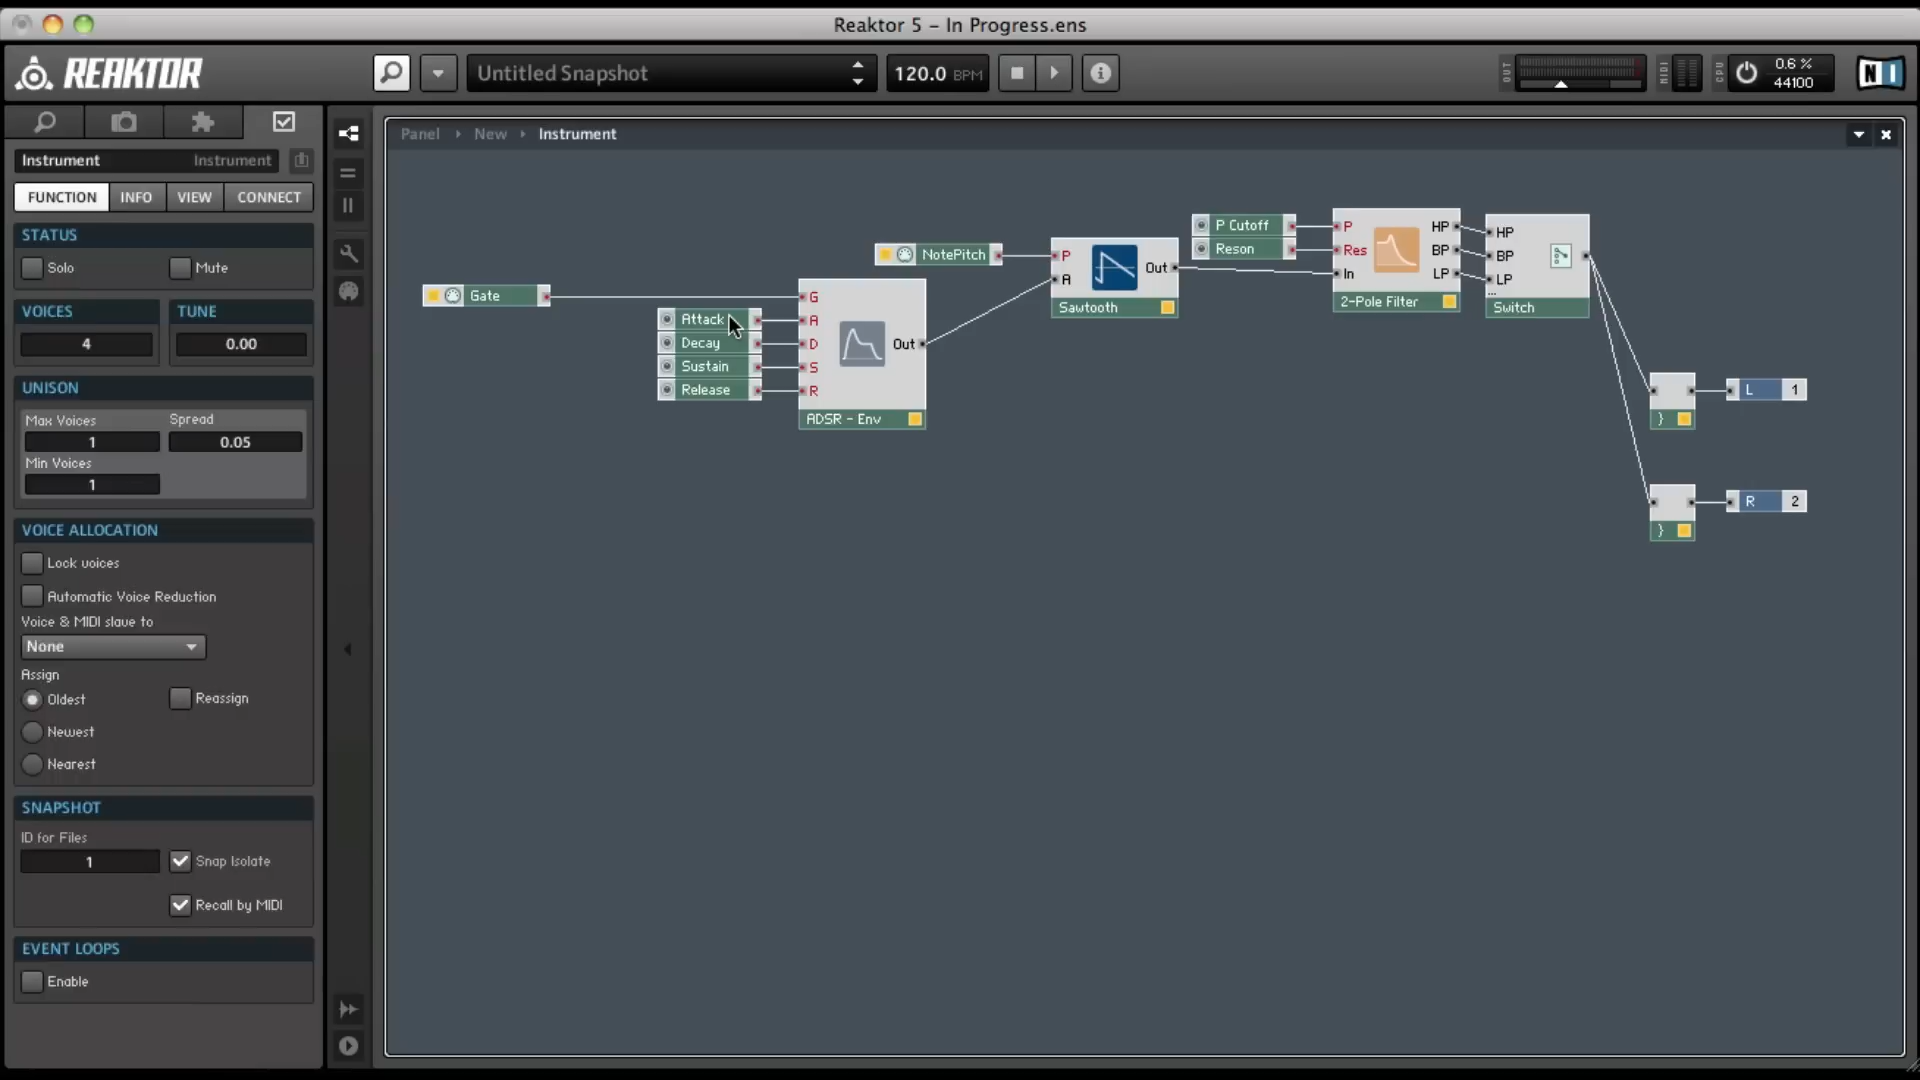 Reaktor 5 - In Progress.ens
REAKTOR
Untitled Snapshot
120.0 BPM
OUT
MIDI
CPU
0.6 %
44100
NI
Panel
New
Instrument
Instrument Instrument
FUNCTION INFO VIEW CONNECT
STATUS
Solo
Mute
VOICES
TUNE
4
0.00
UNISON
Max Voices
Spread
1
0.05
Min Voices
1
VOICE ALLOCATION
Lock voices
Automatic Voice Reduction
Voice & MIDI slave to
None
Assign
Oldest
Reassign
Newest
Nearest
SNAPSHOT
ID for Files
1
Snap Isolate
Recall by MIDI
EVENT LOOPS
Enable
Gate
Attack
Decay
Sustain
Release
G
A
D
S
R
Out
ADSR - Env
NotePitch
P
A
Out
Sawtooth
P Cutoff
Reson
P
Res
In
HP
BP
LP
2-Pole Filter
HP
BP
LP
...
Switch
}
L 1
}
R 2